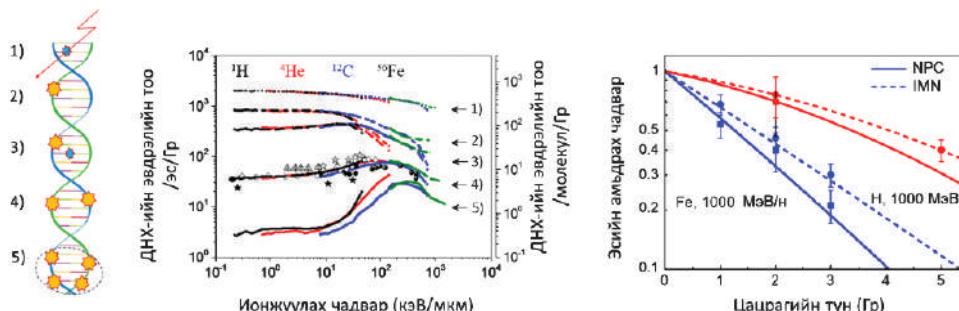 1)
2)
3)
4)
5)
ДНХ-ийн эвдрэлийн тоо
/эс/Гр
10⁴
10³
10²
10¹
10⁰
¹H ⁴He ¹²C ⁵⁶Fe
1)
2)
3)
4)
5)
10³
10²
10¹
10⁰
10⁻¹
ДНХ-ийн эвдрэлийн тоо
/молекул/Гр
10⁻¹ 10⁰ 10¹ 10² 10³ 10⁴
Ионжуулах чадвар (кэВ/мкм)
Эсийн амьдрах чадвар
1
0.5
0.4
0.3
0.2
0.1
NPC
IMN
Fe, 1000 МэВ/н
H, 1000 МэВ
0 1 2 3 4 5
Цацрагийн тун (Гр)